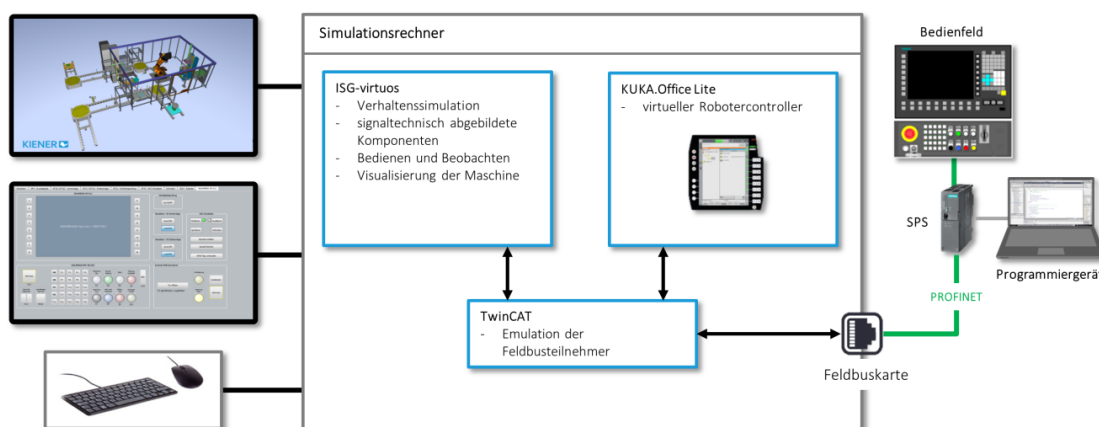 Simulationsrechner
Bedienfeld
ISG-virtuos
- Verhaltenssimulation
- signaltechnisch abgebildete
Komponenten
- Bedienen und Beobachten
- Visualisierung der Maschine
KUKA.Office Lite
- virtueller Robotercontroller
KIENER
SPS
Programmiergerät
PROFINET
TwinCAT
- Emulation der
Feldbusteilnehmer
Feldbuskarte